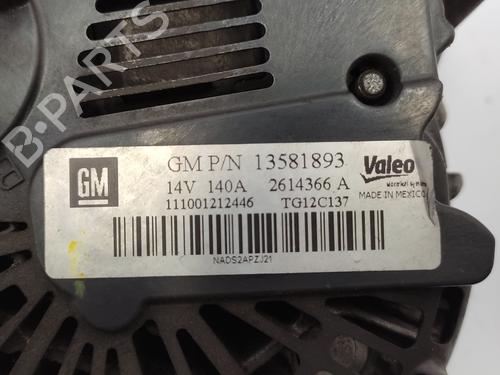 B-PARTS
GM
GM P/N 13581893
14V 140A 2614366 A
111001212446 TG12C137
Valeo
MADE IN MEXICO
NADS2APZJ21